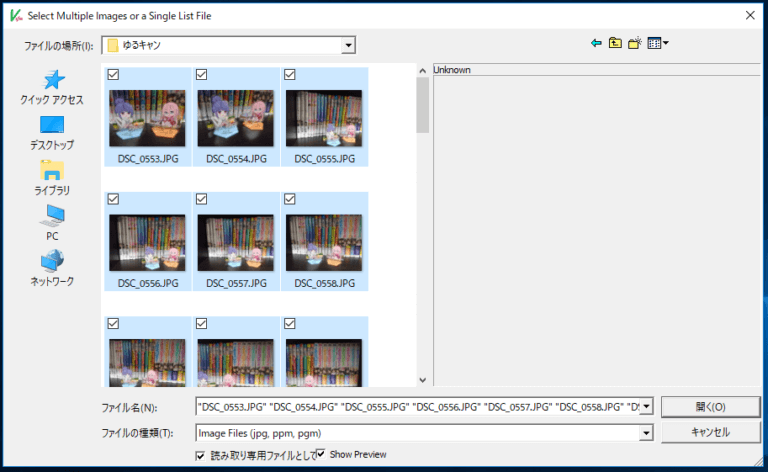 Select Multiple Images or a Single List File
ファイルの場所(I): ゆるキャン
クイック アクセス
デスクトップ
ライブラリ
PC
ネットワーク
DSC_0553.JPG DSC_0554.JPG DSC_0555.JPG
DSC_0556.JPG DSC_0557.JPG DSC_0558.JPG
Unknown
ファイル名(N): "DSC_0553.JPG" "DSC_0554.JPG" "DSC_0555.JPG" "DSC_0556.JPG" "DSC_0557.JPG" "DSC_0558.JPG" "DS
開く(O)
ファイルの種類(T): Image Files (jpg, ppm, pgm)
キャンセル
読み取り専用ファイルとして Show Preview